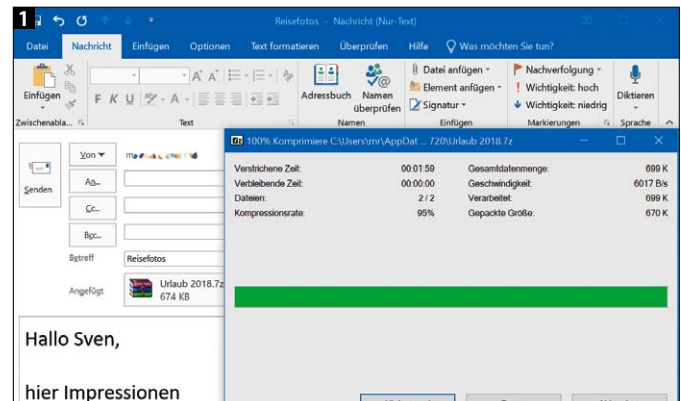 1
Reisefotos - Nachricht (Nur-Text)
Datei Nachricht Einfügen Optionen Text formatieren Überprüfen Hilfe Was möchten Sie tun?
Einfügen
F K U A
A A
Adressbuch
Namen überprüfen
Datei anfügen
Element anfügen
Signatur
Nachverfolgung
Wichtigkeit: hoch
Wichtigkeit: niedrig
Diktieren
Zwischenabla... Text Namen Einfügen Markierungen Sprache
Senden
Von
An...
Cc...
Bcc...
Betreff Reisefotos
Angefügt Urlaub 2018.7z
674 KB
Hallo Sven,
hier Impressionen
7z 100% Komprimiere C:\Users\mr\AppDat ... 720\Urlaub 2018.7z
Verstrichene Zeit: 00:01:59 Gesamtdatenmenge: 699 K
Verbleibende Zeit: 00:00:00 Geschwindigkeit: 6017 B/s
Dateien: 2 / 2 Verarbeitet: 699 K
Kompressionsrate: 95% Gepackte Größe: 670 K